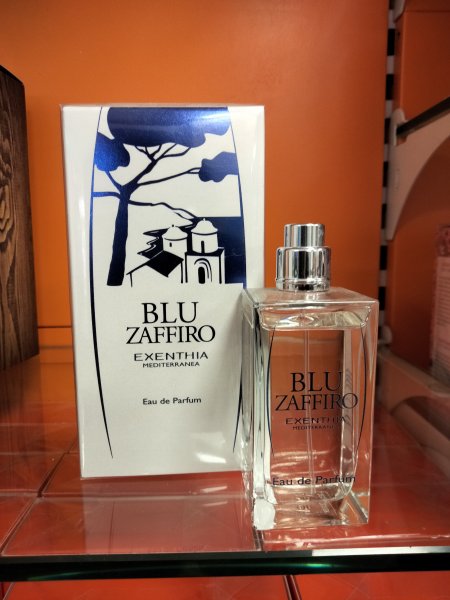 BLU
ZAFFIRO
EXENTHIA
MEDITERRANEA
Eau de Parfum
BLU
ZAFFIRO
EXENTHIA
MEDITERRANEA
Eau de Parfum